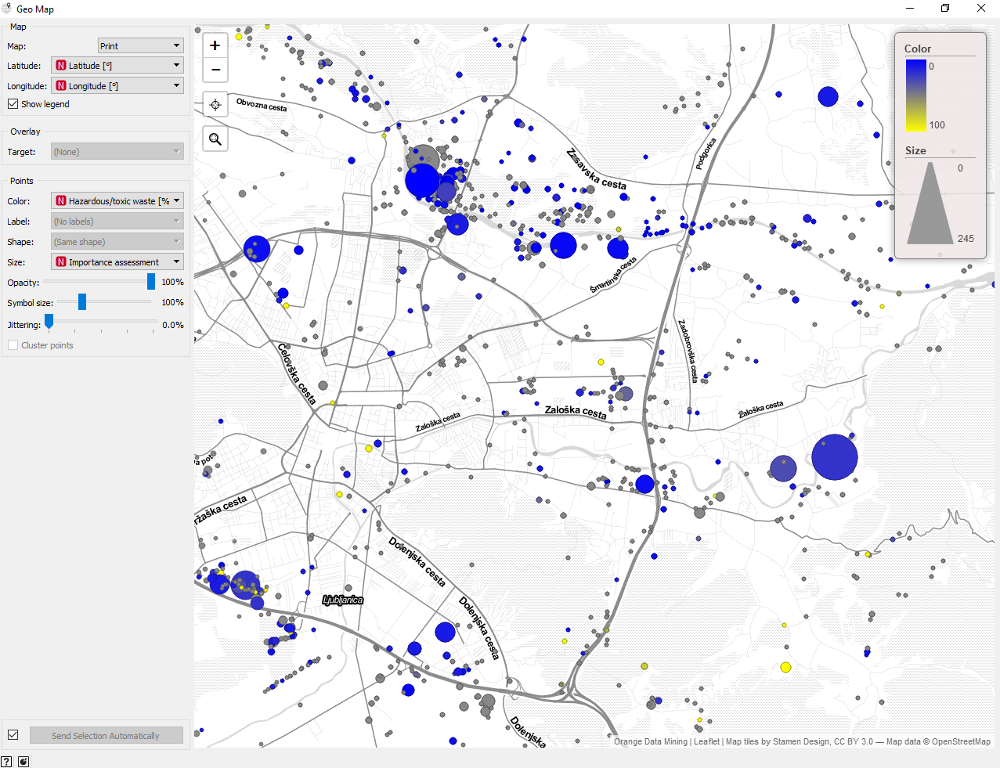 Geo Map
Map
Map: Print
Latitude: N Latitude [°]
Longitude: N Longitude [°]
Show legend
Overlay
Target: (None)
Points
Color: N Hazardous/toxic waste [%
Label: (No labels)
Shape: (Same shape)
Size: N Importance assessment
Opacity: 100%
Symbol size: 100%
Jittering: 0.0%
Cluster points
Send Selection Automatically
?
+
−
Obvozna cesta
Zasavska cesta
Podgorica
Šmartinska cesta
Zadobrovška cesta
Celovška cesta
Zaloška cesta
Zaloška cesta
Zaloška cesta
a pot
ržaška cesta
Dolenjska cesta
Dolenjska cesta
Ljubljanica
Dolenjska
Color
0
100
Size
0
245
Orange Data Mining | Leaflet | Map tiles by Stamen Design, CC BY 3.0 — Map data © OpenStreetMap